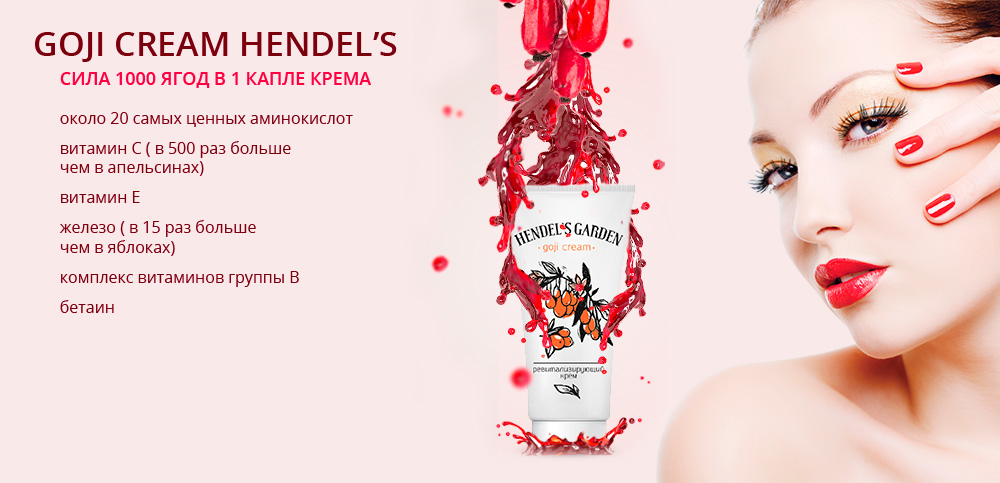 GOJI CREAM HENDEL’S
СИЛА 1000 ЯГОД В 1 КАПЛЕ КРЕМА
около 20 самых ценных аминокислот
витамин С ( в 500 раз больше
чем в апельсинах)
витамин Е
железо ( в 15 раз больше
чем в яблоках)
комплекс витаминов группы В
бетаин
HENDEL'S GARDEN
goji cream
ревитализирующий
крем